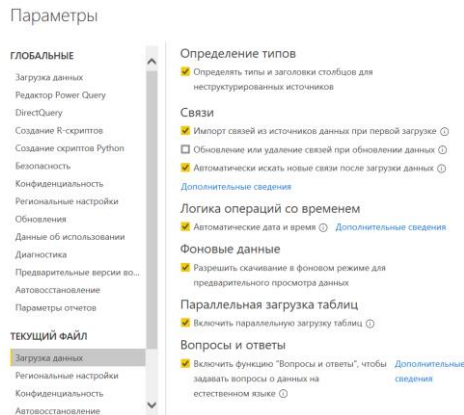 Параметры
ГЛОБАЛЬНЫЕ
Загрузка данных
Редактор Power Query
DirectQuery
Создание R-скриптов
Создание скриптов Python
Безопасность
Конфиденциальность
Региональные настройки
Обновления
Данные об использовании
Диагностика
Предварительные версии во...
Автовосстановление
Параметры отчетов
ТЕКУЩИЙ ФАЙЛ
Загрузка данных
Региональные настройки
Конфиденциальность
Автовосстановление
Определение типов
Определять типы и заголовки столбцов для
неструктурированных источников
Связи
Импорт связей из источников данных при первой загрузке
Обновление или удаление связей при обновлении данных
Автоматически искать новые связи после загрузки данных
Дополнительные сведения
Логика операций со временем
Автоматические дата и время Дополнительные сведения
Фоновые данные
Разрешить скачивание в фоновом режиме для
предварительного просмотра данных
Параллельная загрузка таблиц
Включить параллельную загрузку таблиц
Вопросы и ответы
Включить функцию "Вопросы и ответы", чтобы Дополнительные
задавать вопросы о данных на сведения
естественном языке